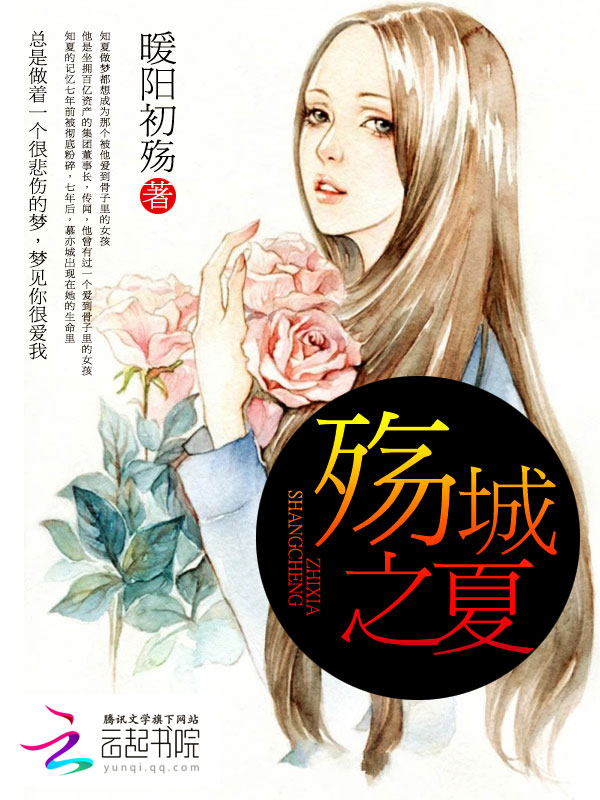 暖阳初殇 著
知夏做梦都想成为那个被他爱到骨子里的女孩
他是坐拥百亿资产的集团董事长，传闻，他曾有过一个爱到骨子里的女孩
知夏的记忆七年前被彻底粉碎，七年后，慕亦城出现在她的生命里
总是做着一个很悲伤的梦，梦见你很爱我
殇城
之夏
SHANGCHENG
ZHIXIA
腾讯文学旗下网站
云起书院
yunqi.qq.com